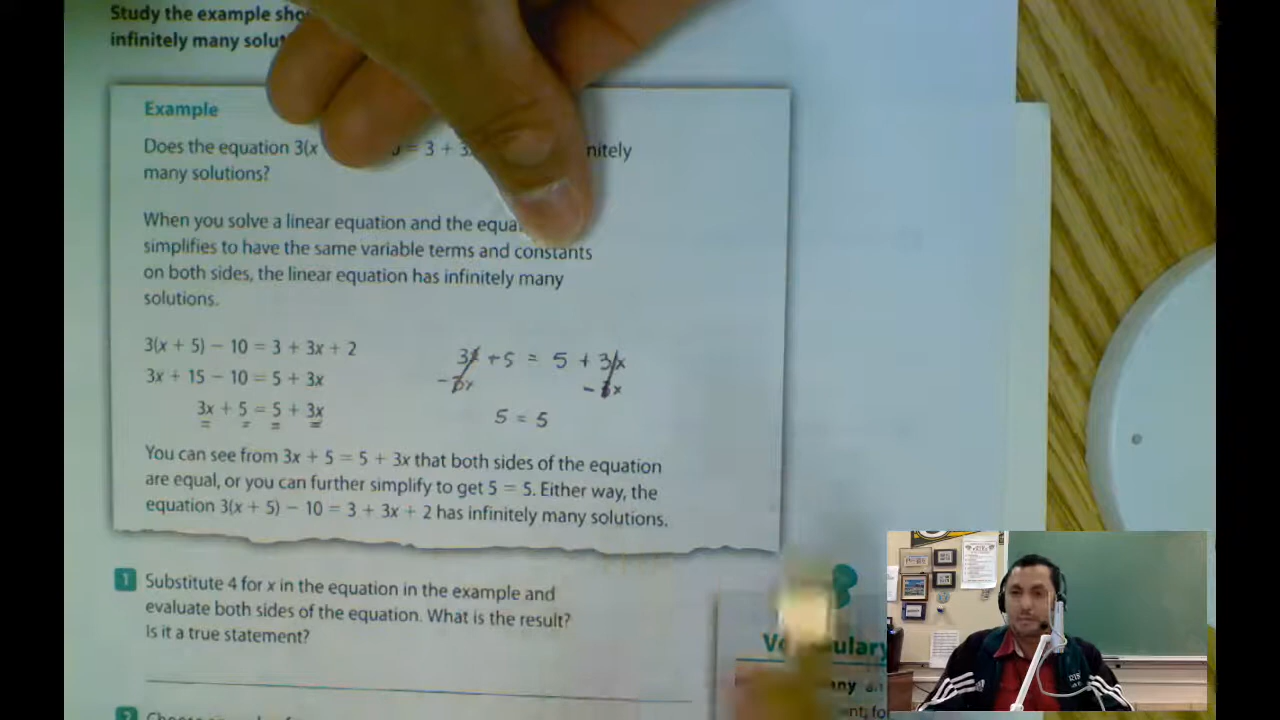 Study the example
infinitely many
Example
Does the equation 3(x = 3 + 3
many solutions?
When you solve a linear equation and the
simplifies to have the same variable terms and constants
on both sides, the linear equation has infinitely many
solutions.
3(x + 5) − 10 = 3 + 3x + 2
3x + 15 − 10 = 5 + 3x
3x + 5 = 5 + 3x
3x + 5 = 5 + 3x
−3x −3x
5 = 5
You can see from 3x + 5 = 5 + 3x that both sides of the equation
are equal, or you can further simplify to get 5 = 5. Either way, the
equation 3(x + 5) − 10 = 3 + 3x + 2 has infinitely many solutions.
1 Substitute 4 for x in the equation in the example and
evaluate both sides of the equation. What is the result?
Is it a true statement?